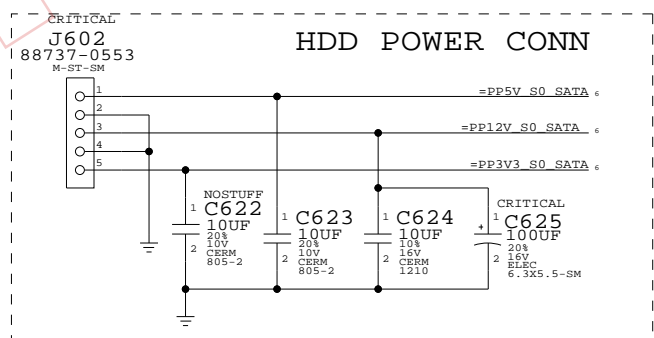 CRITICAL
J602
88737-0553
M-ST-SM
HDD POWER CONN
1
2
3
4
5
=PP5V_S0_SATA 6
=PP12V_S0_SATA 6
=PP3V3_S0_SATA 6
NOSTUFF
1 C622
10UF
20%
10V
2 CERM
805-2
1 C623
10UF
20%
10V
2 CERM
805-2
1 C624
10UF
10%
16V
2 CERM
1210
CRITICAL
1 C625
+ 100UF
20%
16V
2 ELEC
6.3X5.5-SM